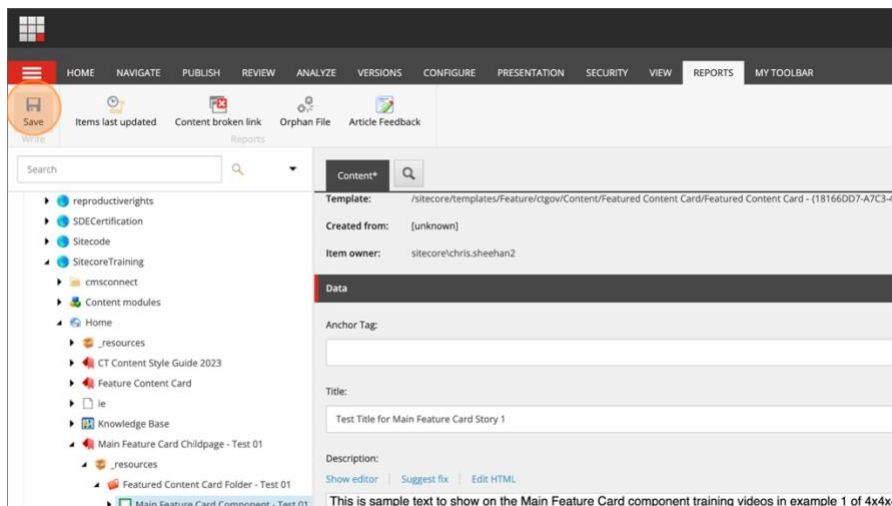 HOME NAVIGATE PUBLISH REVIEW ANALYZE VERSIONS CONFIGURE PRESENTATION SECURITY VIEW REPORTS MY TOOLBAR
Save Items last updated Content broken link Orphan File Article Feedback
Write Reports
Search
Content*
Template: /sitecore/templates/Feature/ctgov/Content/Featured Content Card/Featured Content Card - {18166DD7-A7C3-4
Created from: [unknown]
Item owner: sitecore\chris.sheehan2
Data
Anchor Tag:
Title:
Test Title for Main Feature Card Story 1
Description:
Show editor Suggest fix Edit HTML
This is sample text to show on the Main Feature Card component training videos in example 1 of 4x4x
reproductiverights
SDECertification
Sitecode
SitecoreTraining
cmsconnect
Content modules
Home
_resources
CT Content Style Guide 2023
Feature Content Card
ie
Knowledge Base
Main Feature Card Childpage - Test 01
_resources
Featured Content Card Folder - Test 01
Main Feature Card Component - Test 01